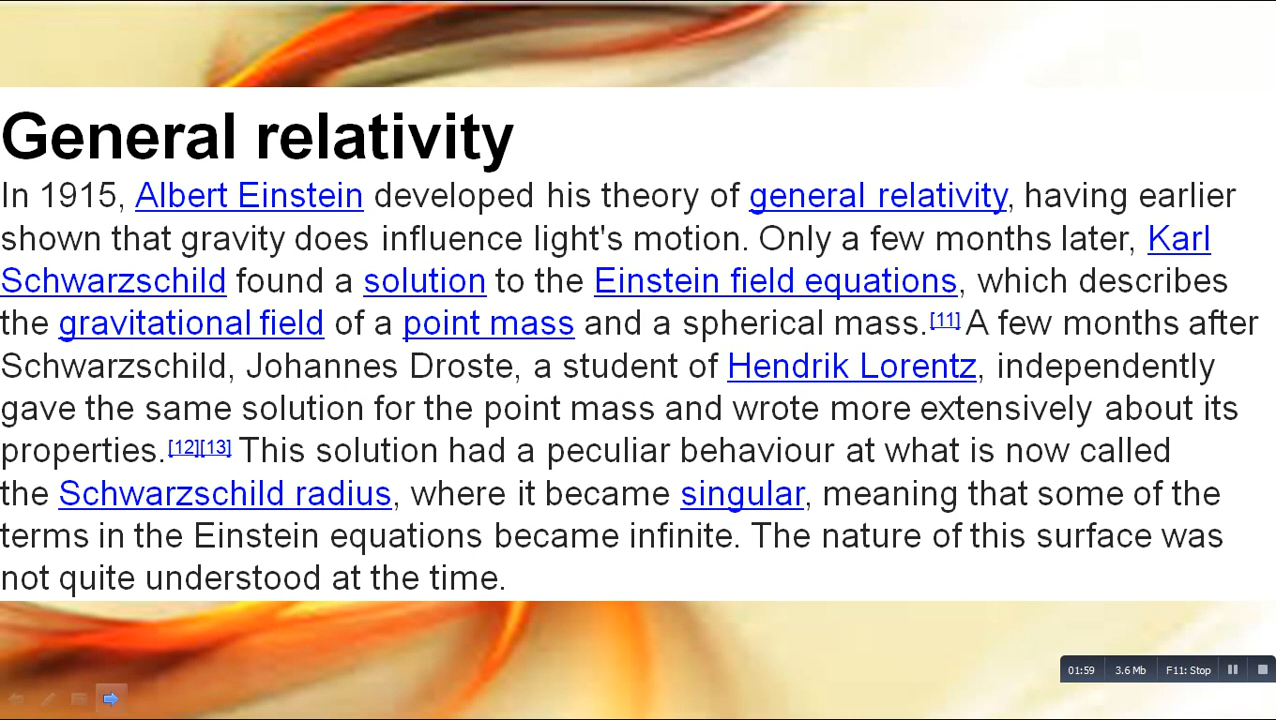 General relativity
In 1915, Albert Einstein developed his theory of general relativity, having earlier
shown that gravity does influence light's motion. Only a few months later, Karl
Schwarzschild found a solution to the Einstein field equations, which describes
the gravitational field of a point mass and a spherical mass.[11] A few months after
Schwarzschild, Johannes Droste, a student of Hendrik Lorentz, independently
gave the same solution for the point mass and wrote more extensively about its
properties.[12][13] This solution had a peculiar behaviour at what is now called
the Schwarzschild radius, where it became singular, meaning that some of the
terms in the Einstein equations became infinite. The nature of this surface was
not quite understood at the time.
01:59 3.6 Mb F11: Stop